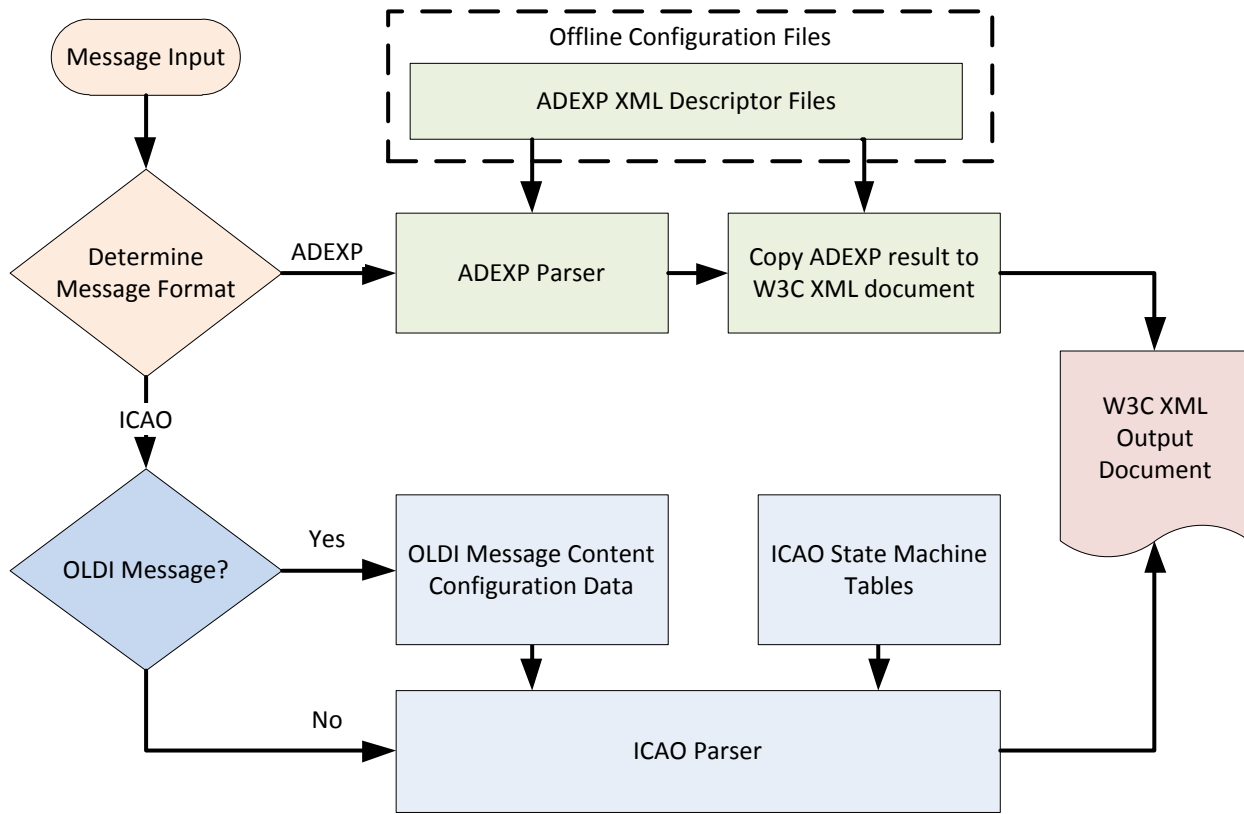 Message Input
Offline Configuration Files
ADEXP XML Descriptor Files
Determine
Message Format
ADEXP
ADEXP Parser
Copy ADEXP result to
W3C XML document
ICAO
W3C XML
Output
Document
OLDI Message?
Yes
OLDI Message Content
Configuration Data
ICAO State Machine
Tables
No
ICAO Parser